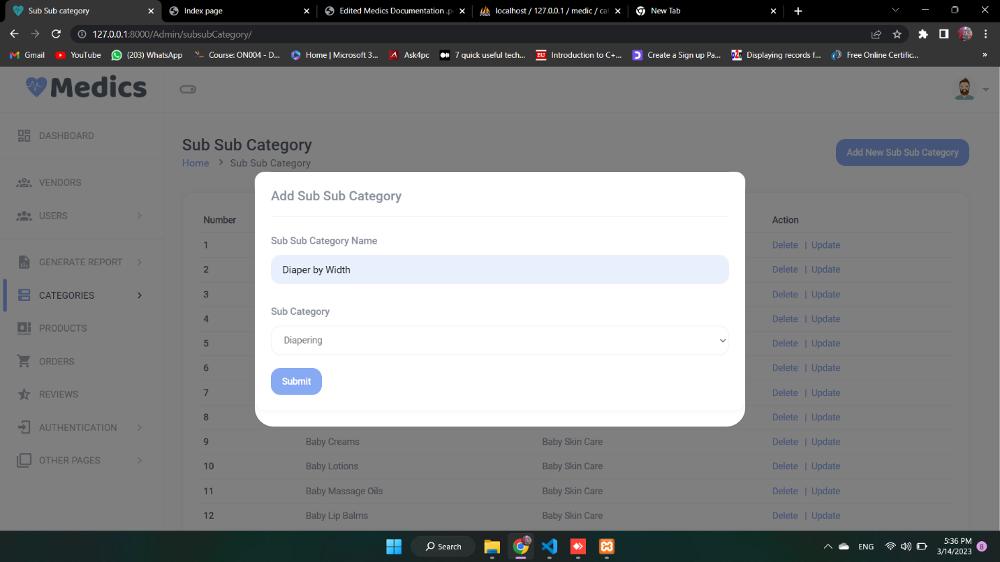 Sub Sub category
Index page
Edited Medics Documentation .p
localhost / 127.0.0.1 / medic / ca
New Tab
127.0.0.1:8000/Admin/subsubCategory/
Gmail
YouTube
(203) WhatsApp
Course: ON004 - D...
Home | Microsoft 3...
Ask4pc
7 quick useful tech...
Introduction to C+...
Create a Sign up Pa...
Displaying records f...
Free Online Certific...
»
Medics
DASHBOARD
VENDORS
USERS
GENERATE REPORT
CATEGORIES
PRODUCTS
ORDERS
REVIEWS
AUTHENTICATION
OTHER PAGES
Sub Sub Category
Home > Sub Sub Category
Add New Sub Sub Category
Add Sub Sub Category
Sub Sub Category Name
Diaper by Width
Sub Category
Diapering
Submit
Number Action
1 Delete | Update
2 Delete | Update
3 Delete | Update
4 Delete | Update
5 Delete | Update
6 Delete | Update
7 Delete | Update
8 Delete | Update
9 Baby Creams Baby Skin Care Delete | Update
10 Baby Lotions Baby Skin Care Delete | Update
11 Baby Massage Oils Baby Skin Care Delete | Update
12 Baby Lip Balms Baby Skin Care Delete | Update
Search
ENG
5:36 PM
3/14/2023
8